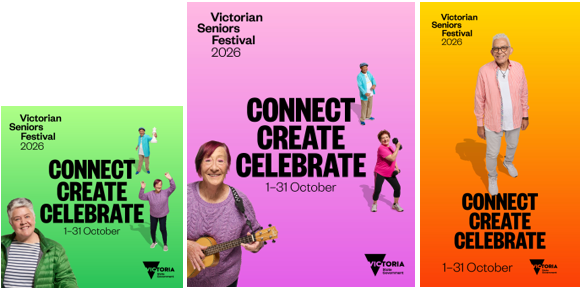 Victorian
Seniors
Festival
2026
CONNECT
CREATE
CELEBRATE
1–31 October
VICTORIA
State
Government
Victorian
Seniors
Festival
2026
CONNECT
CREATE
CELEBRATE
1–31 October
VICTORIA
State
Government
Victorian
Seniors
Festival
2026
CONNECT
CREATE
CELEBRATE
1–31 October
VICTORIA
State
Government